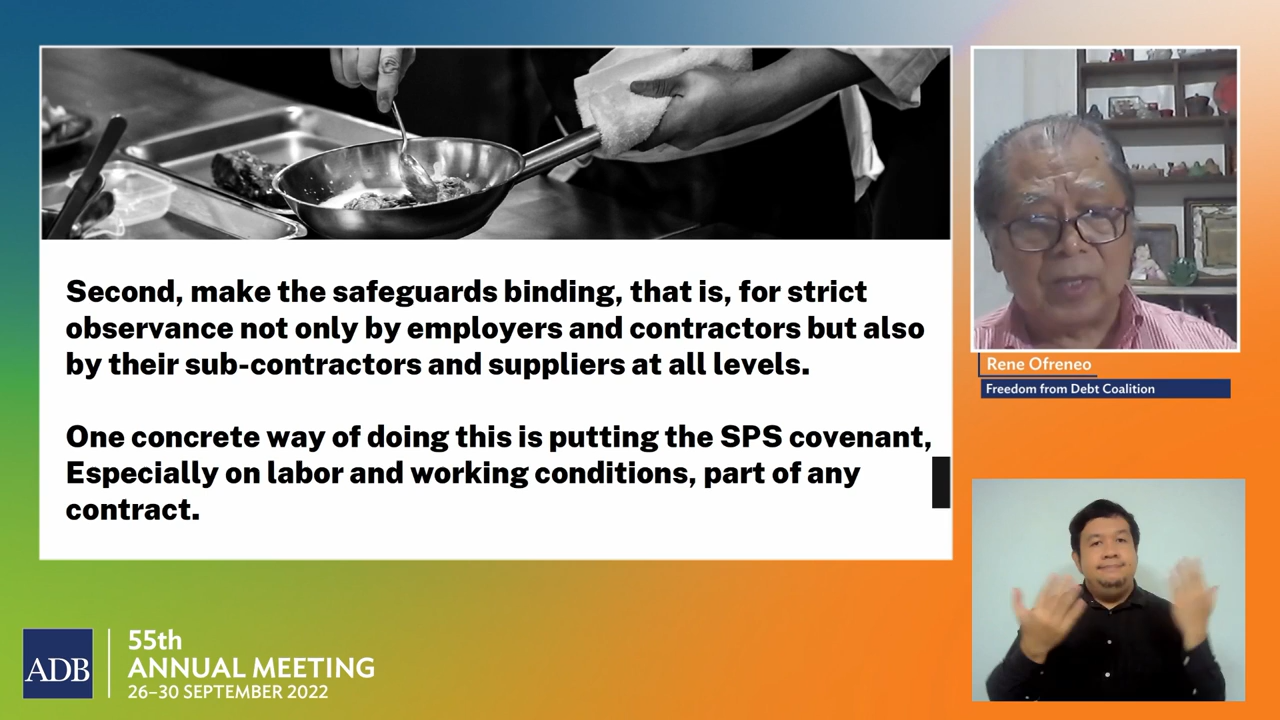 Second, make the safeguards binding, that is, for strict
observance not only by employers and contractors but also
by their sub-contractors and suppliers at all levels.
One concrete way of doing this is putting the SPS covenant,
Especially on labor and working conditions, part of any
contract.
Rene Ofreneo
Freedom from Debt Coalition
ADB
55th
ANNUAL MEETING
26–30 SEPTEMBER 2022